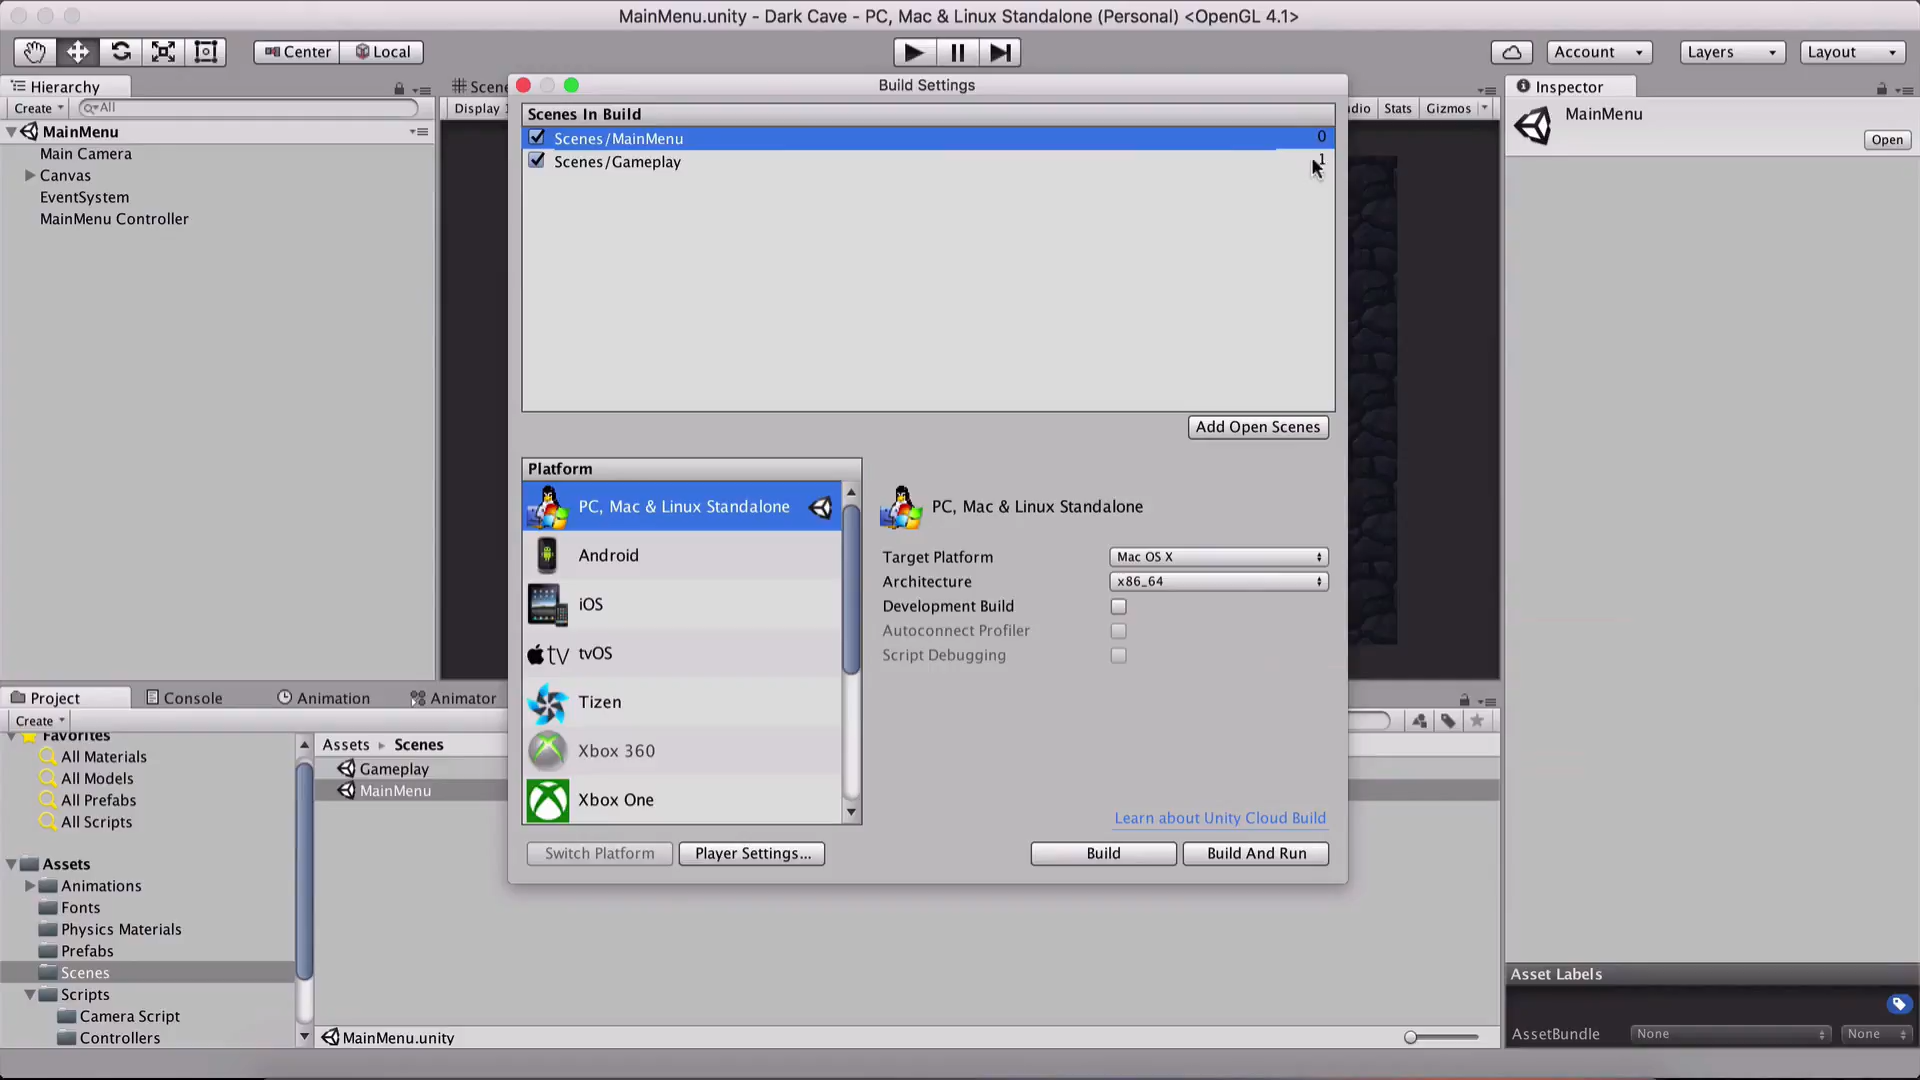 MainMenu.unity - Dark Cave - PC, Mac & Linux Standalone (Personal) <OpenGL 4.1>
Center
Local
Account
Layers
Layout
Hierarchy
Create
All
MainMenu
Main Camera
Canvas
EventSystem
MainMenu Controller
Display
Build Settings
Scenes In Build
Scenes/MainMenu 0
Scenes/Gameplay 1
Add Open Scenes
Platform
PC, Mac & Linux Standalone
Android
iOS
tv tvOS
Tizen
Xbox 360
Xbox One
PC, Mac & Linux Standalone
Target Platform Mac OS X
Architecture x86_64
Development Build
Autoconnect Profiler
Script Debugging
Learn about Unity Cloud Build
Switch Platform
Player Settings...
Build
Build And Run
Stats
Gizmos
Inspector
MainMenu
Open
Project
Console
Animation
Animator
Create
Favorites
All Materials
All Models
All Prefabs
All Scripts
Assets
Animations
Fonts
Physics Materials
Prefabs
Scenes
Scripts
Camera Script
Controllers
Assets Scenes
Gameplay
MainMenu
MainMenu.unity
Asset Labels
AssetBundle None None